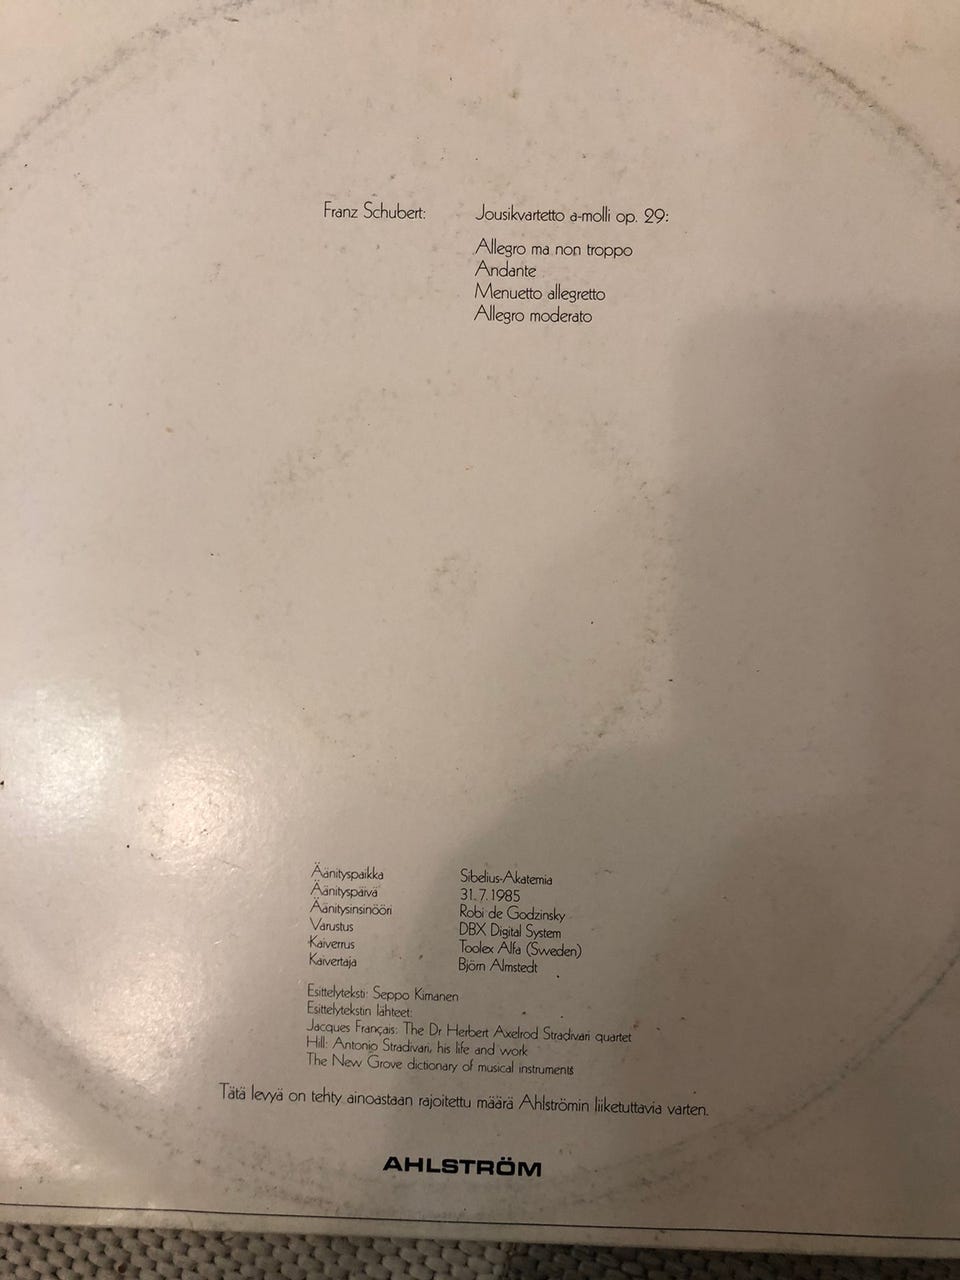 Franz Schubert: Jousikvartetto a-molli op. 29:
Allegro ma non troppo
Andante
Menuetto allegretto
Allegro moderato
Äänityspaikka Sibelius-Akatemia
Äänityspäivä 31.7.1985
Äänitysinsinööri Robi de Godzinsky
Varustus DBX Digital System
Kaiverrus Toolex Alfa (Sweden)
Kaivertaja Björn Almstedt
Esittelyteksti: Seppo Kimanen
Esittelytekstin lähteet:
Jacques Français: The Dr Herbert Axelrod Stradivari quartet
Hill: Antonio Stradivari, his life and work
The New Grove dictionary of musical instruments
Tätä levyä on tehty ainoastaan rajoitettu määrä Ahlströmin liiketuttavia varten.
AHLSTRÖM